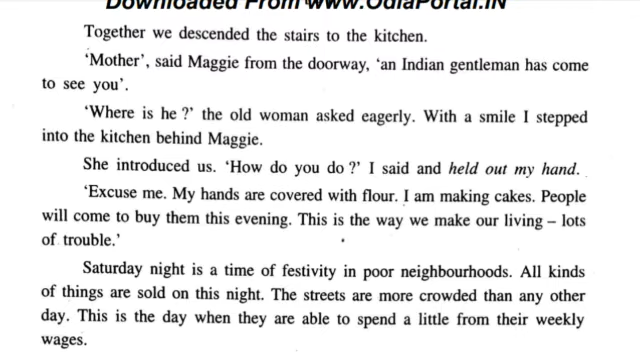 Downloaded From www.OdiaPortal.IN
Together we descended the stairs to the kitchen.
‘Mother’, said Maggie from the doorway, ‘an Indian gentleman has come
to see you’.
‘Where is he ?’ the old woman asked eagerly. With a smile I stepped
into the kitchen behind Maggie.
She introduced us. ‘How do you do ?’ I said and held out my hand.
‘Excuse me. My hands are covered with flour. I am making cakes. People
will come to buy them this evening. This is the way we make our living – lots
of trouble.’
Saturday night is a time of festivity in poor neighbourhoods. All kinds
of things are sold on this night. The streets are more crowded than any other
day. This is the day when they are able to spend a little from their weekly
wages.